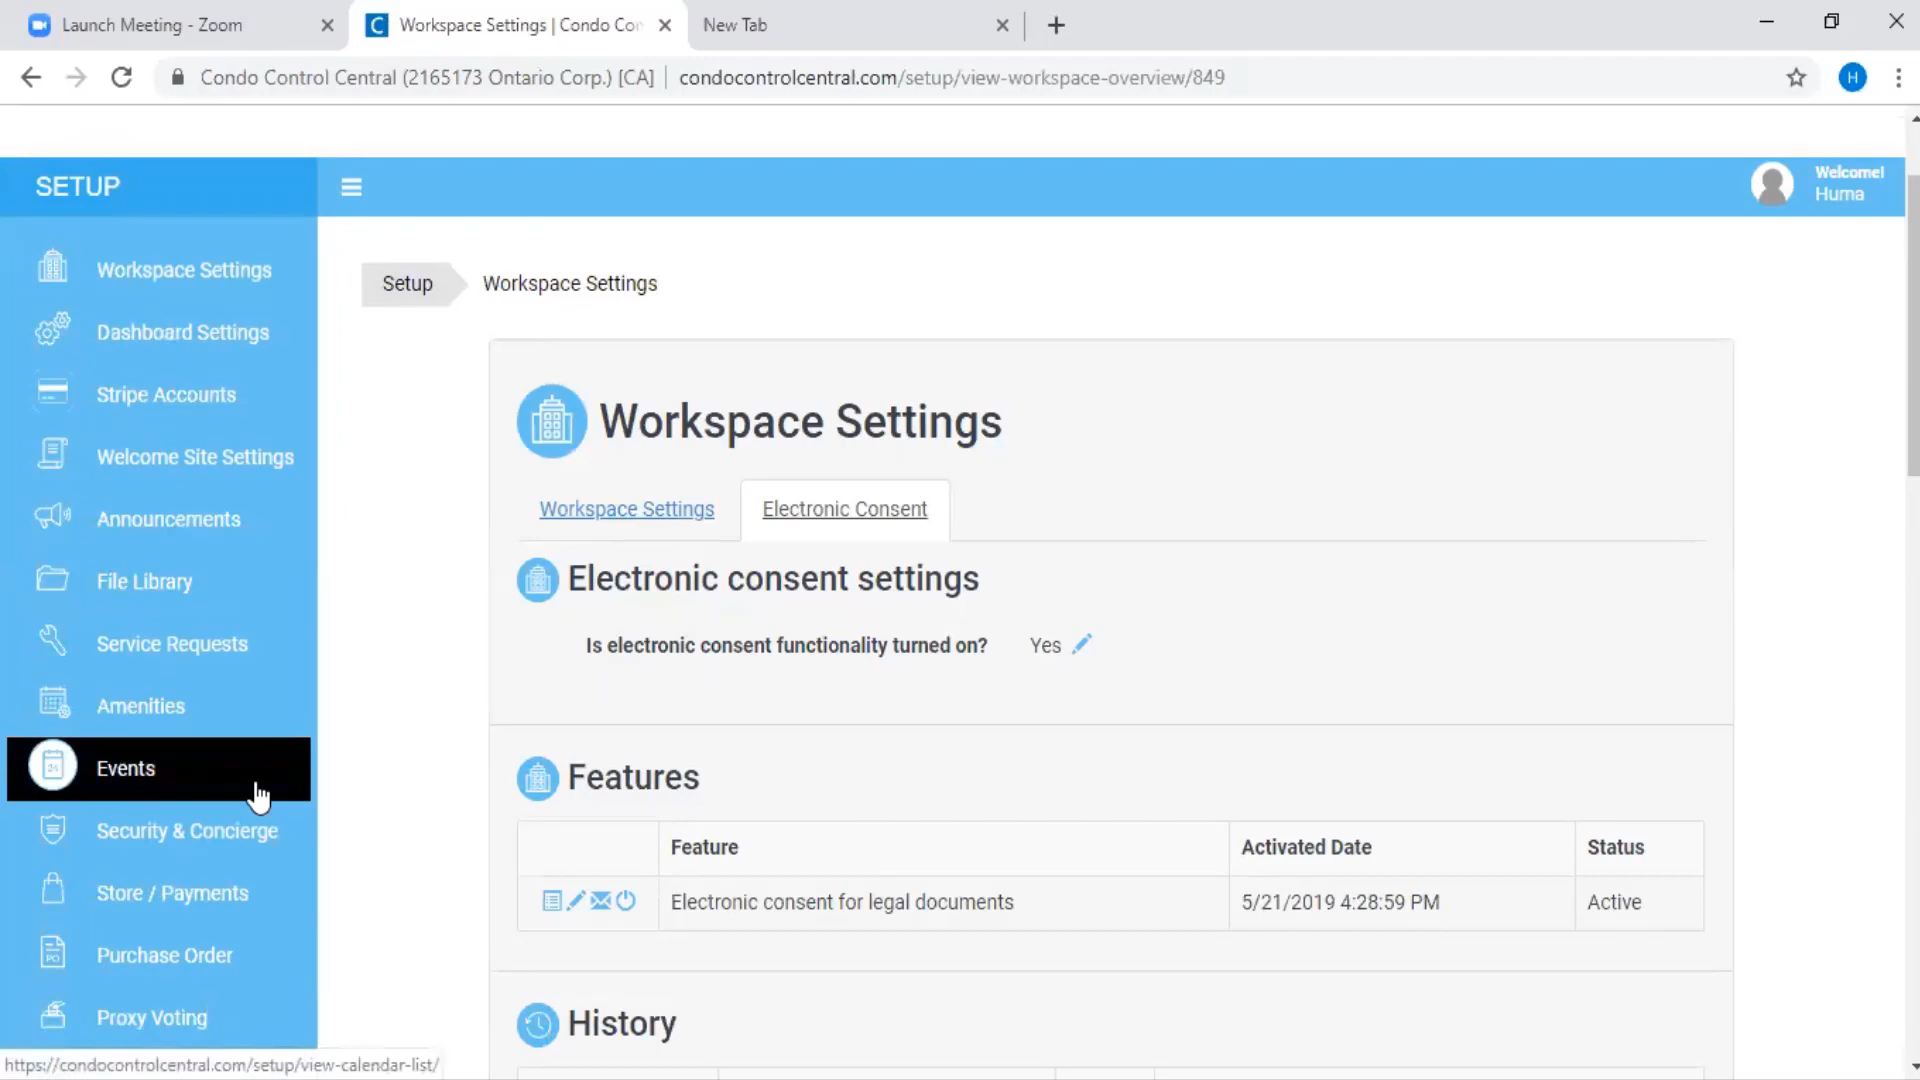 Launch Meeting - Zoom
Workspace Settings | Condo Con
New Tab
Condo Control Central (2165173 Ontario Corp.) [CA]
condocontrolcentral.com/setup/view-workspace-overview/849
H
SETUP
Welcome!
Huma
Workspace Settings
Dashboard Settings
Stripe Accounts
Welcome Site Settings
Announcements
File Library
Service Requests
Amenities
Events
Security & Concierge
Store / Payments
Purchase Order
Proxy Voting
Setup
Workspace Settings
Workspace Settings
Workspace Settings
Electronic Consent
Electronic consent settings
Is electronic consent functionality turned on? Yes
Features
Feature Activated Date Status
Electronic consent for legal documents 5/21/2019 4:28:59 PM Active
History
https://condocontrolcentral.com/setup/view-calendar-list/